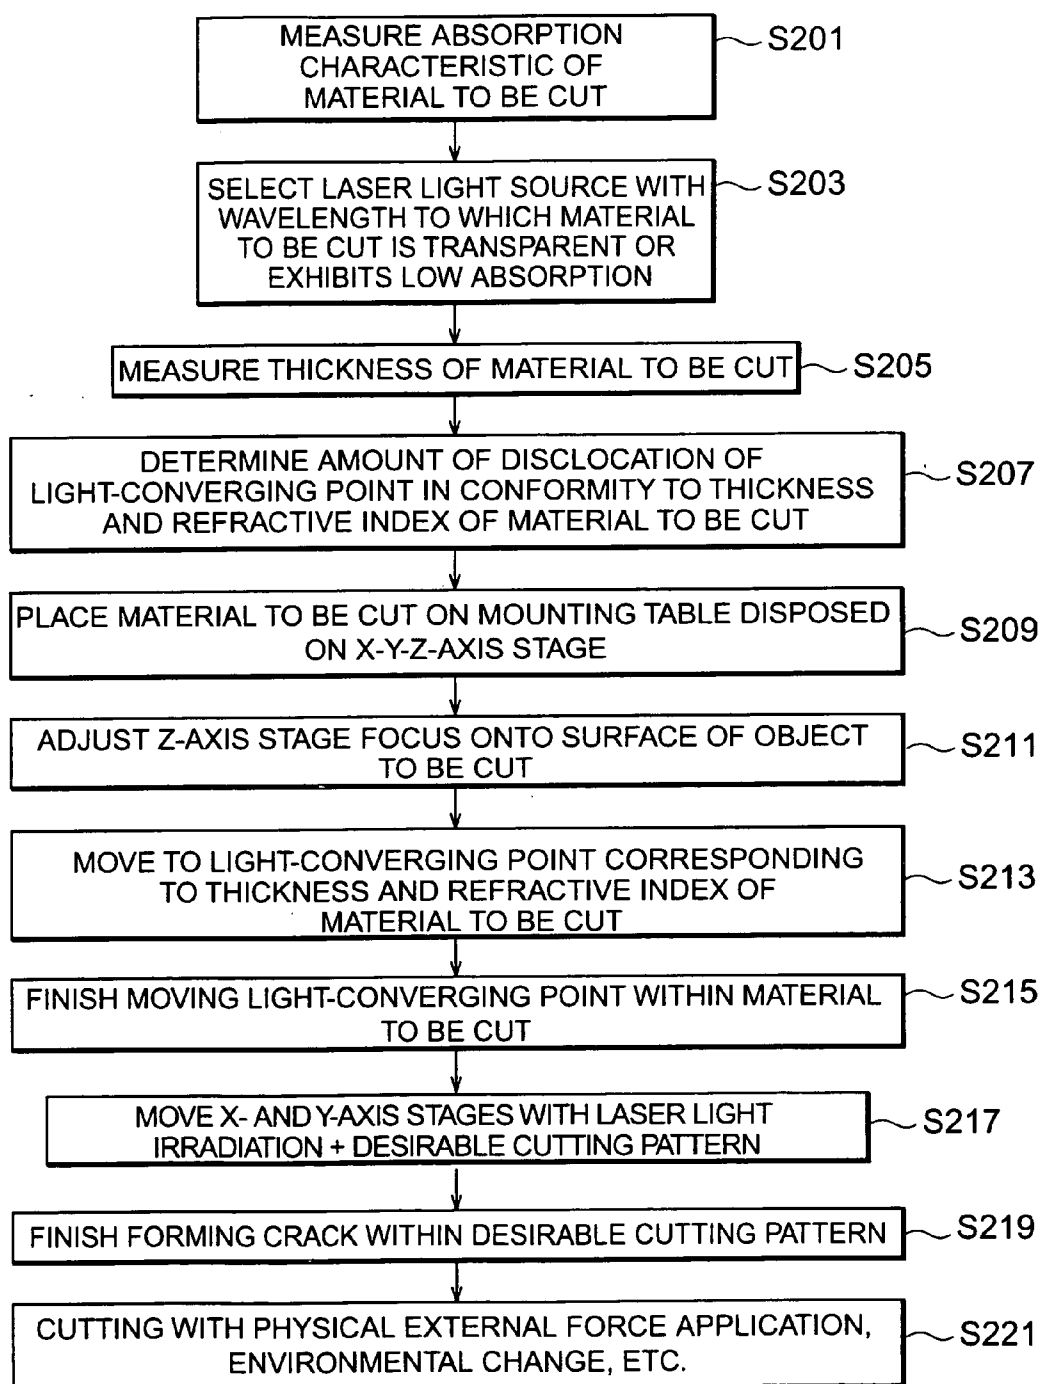 MEASURE ABSORPTION
CHARACTERISTIC OF
MATERIAL TO BE CUT
S201
SELECT LASER LIGHT SOURCE WITH
WAVELENGTH TO WHICH MATERIAL
TO BE CUT IS TRANSPARENT OR
EXHIBITS LOW ABSORPTION
S203
MEASURE THICKNESS OF MATERIAL TO BE CUT
S205
DETERMINE AMOUNT OF DISCLOCATION OF
LIGHT-CONVERGING POINT IN CONFORMITY TO THICKNESS
AND REFRACTIVE INDEX OF MATERIAL TO BE CUT
S207
PLACE MATERIAL TO BE CUT ON MOUNTING TABLE DISPOSED
ON X-Y-Z-AXIS STAGE
S209
ADJUST Z-AXIS STAGE FOCUS ONTO SURFACE OF OBJECT
TO BE CUT
S211
MOVE TO LIGHT-CONVERGING POINT CORRESPONDING
TO THICKNESS AND REFRACTIVE INDEX OF
MATERIAL TO BE CUT
S213
FINISH MOVING LIGHT-CONVERGING POINT WITHIN MATERIAL
TO BE CUT
S215
MOVE X- AND Y-AXIS STAGES WITH LASER LIGHT
IRRADIATION + DESIRABLE CUTTING PATTERN
S217
FINISH FORMING CRACK WITHIN DESIRABLE CUTTING PATTERN
S219
CUTTING WITH PHYSICAL EXTERNAL FORCE APPLICATION,
ENVIRONMENTAL CHANGE, ETC.
S221